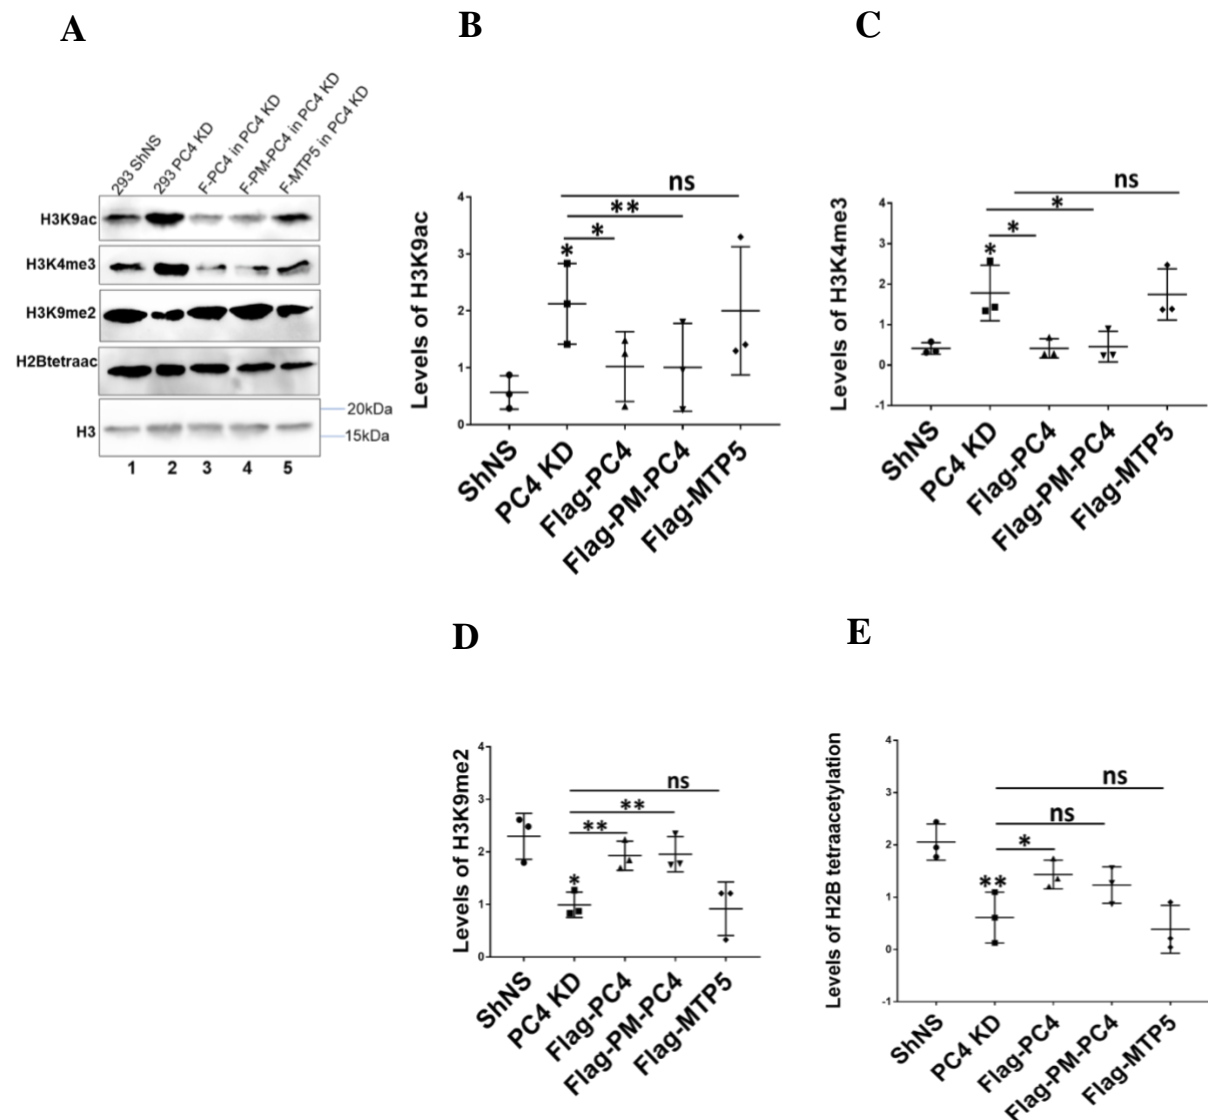 A
293 ShNS
293 PC4 KD
F-PC4 in PC4 KD
F-PM-PC4 in PC4 KD
F-MTP5 in PC4 KD
H3K9ac
H3K4me3
H3K9me2
H2Btetraac
H3
20kDa
15kDa
1 2 3 4 5
B
Levels of H3K9ac
4
3
2
1
0
ns
**
*
*
ShNS
PC4 KD
Flag-PC4
Flag-PM-PC4
Flag-MTP5
C
Levels of H3K4me3
4
3
2
1
0
-1
ns
*
*
*
ShNS
PC4 KD
Flag-PC4
Flag-PM-PC4
Flag-MTP5
D
Levels of H3K9me2
4
3
2
1
0
ns
**
**
*
ShNS
PC4 KD
Flag-PC4
Flag-PM-PC4
Flag-MTP5
E
Levels of H2B tetraacetylation
4
3
2
1
0
-1
ns
ns
*
**
ShNS
PC4 KD
Flag-PC4
Flag-PM-PC4
Flag-MTP5